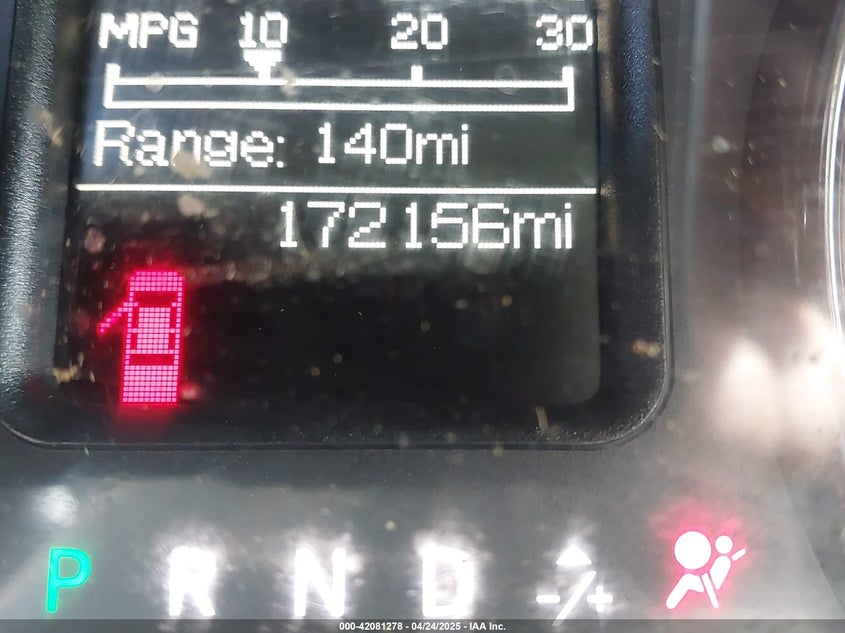 MPG 10 20 30
Range: 140mi
172156mi
P R N D -/+
000-42081278 - 04/24/2025 - IAA Inc.